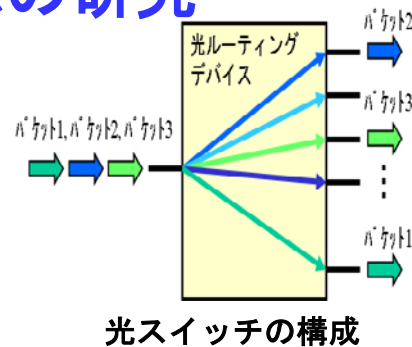 の研究
光ルーティング
デバイス
パケット1,パケット2,パケット3
パケット2
パケット3
⋮
パケット1
光スイッチの構成